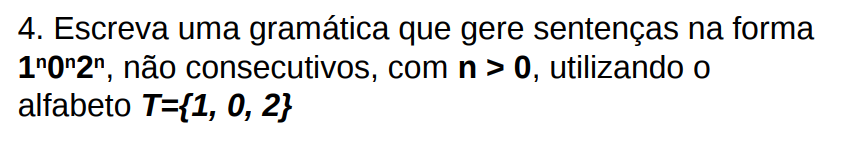 4. Escreva uma gramática que gere sentenças na forma
1ⁿ0ⁿ2ⁿ, não consecutivos, com n > 0, utilizando o
alfabeto T={1, 0, 2}